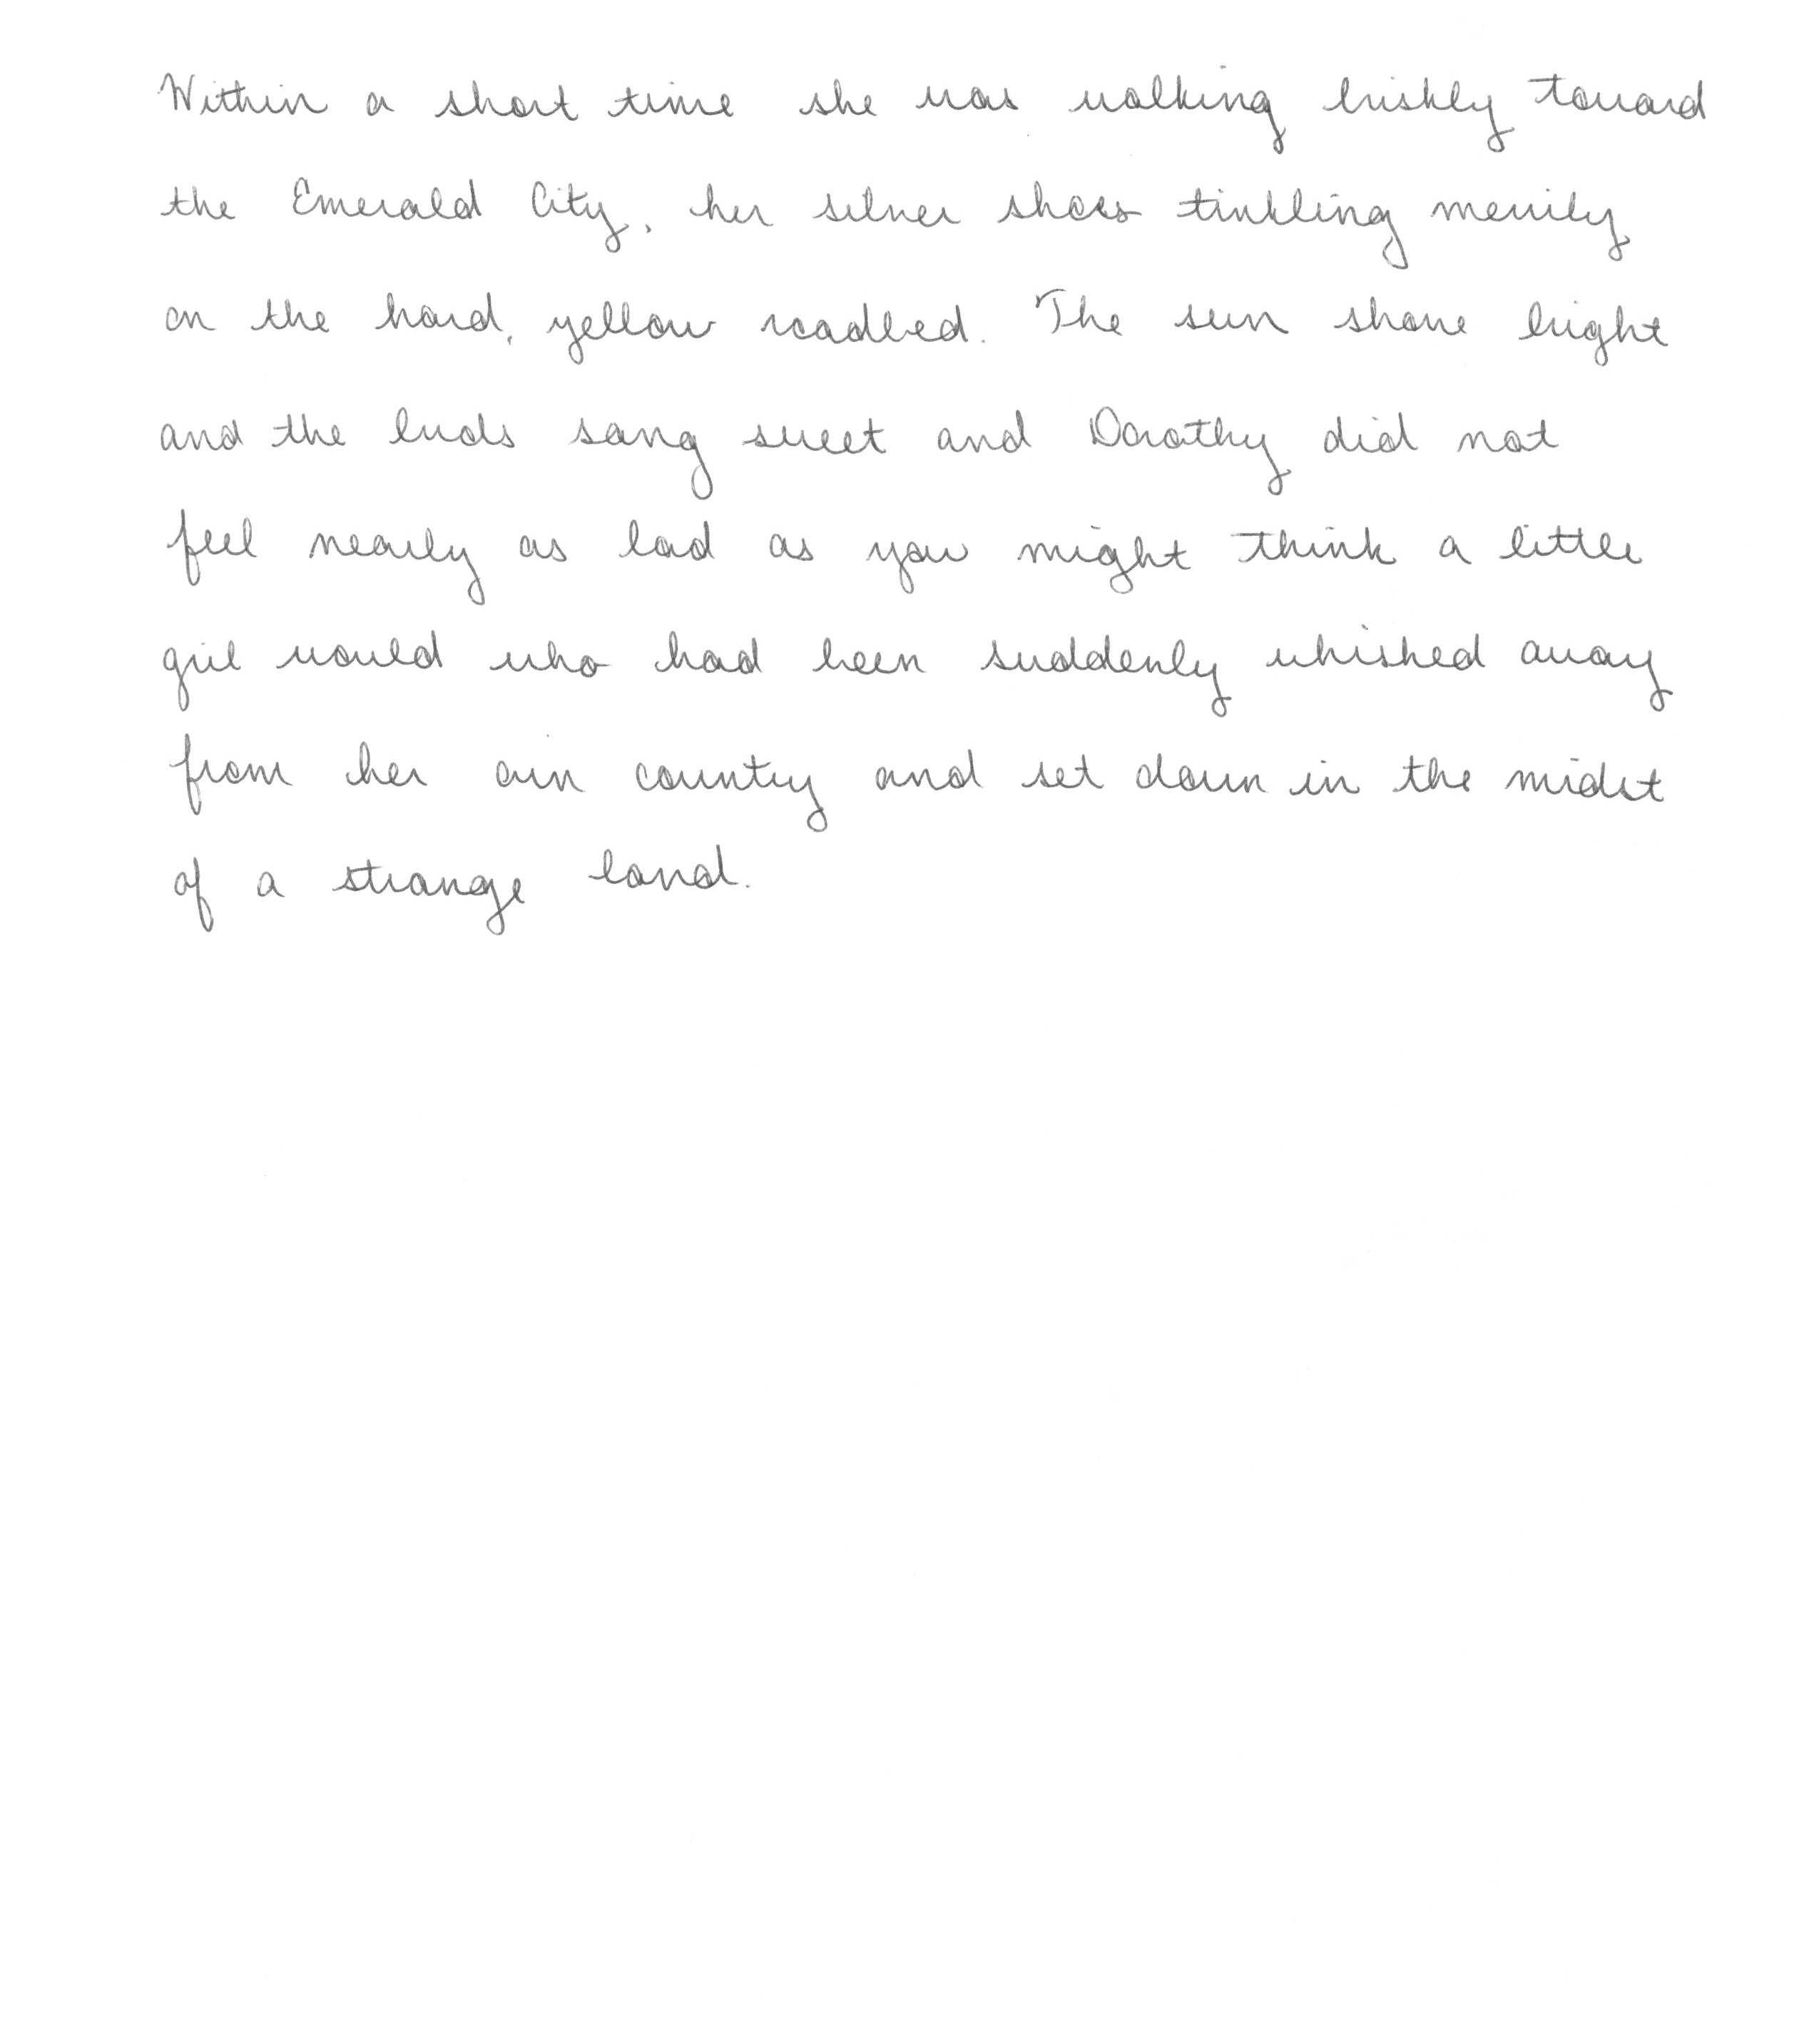 Within a short time she was walking briskly toward
the Emerald City, her silver shoes tinkling merrily
on the hard, yellow roadbed. The sun shone bright
and the birds sang sweet and Dorothy did not
feel nearly as bad as you might think a little
girl would who had been suddenly whished away
from her own country and set down in the midst
of a strange land.